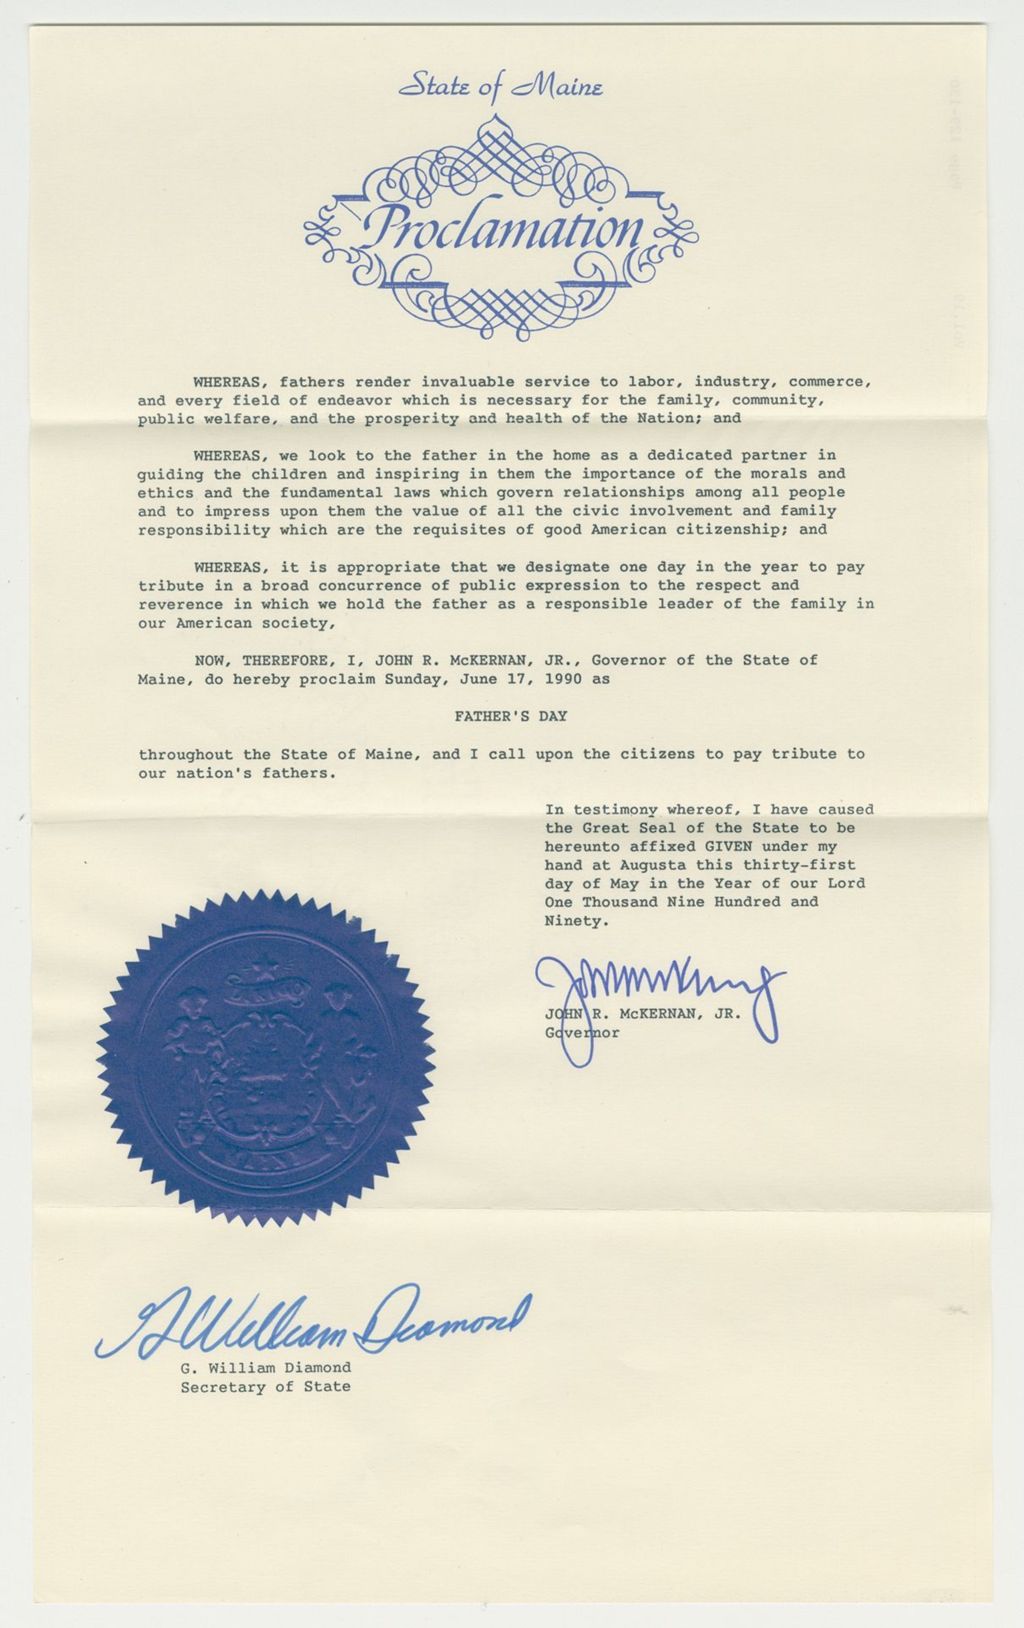 State of Maine
Proclamation
WHEREAS, fathers render invaluable service to labor, industry, commerce,
and every field of endeavor which is necessary for the family, community,
public welfare, and the prosperity and health of the Nation; and
WHEREAS, we look to the father in the home as a dedicated partner in
guiding the children and inspiring in them the importance of the morals and
ethics and the fundamental laws which govern relationships among all people
and to impress upon them the value of all the civic involvement and family
responsibility which are the requisites of good American citizenship; and
WHEREAS, it is appropriate that we designate one day in the year to pay
tribute in a broad concurrence of public expression to the respect and
reverence in which we hold the father as a responsible leader of the family in
our American society,
NOW, THEREFORE, I, JOHN R. McKERNAN, JR., Governor of the State of
Maine, do hereby proclaim Sunday, June 17, 1990 as
FATHER'S DAY
throughout the State of Maine, and I call upon the citizens to pay tribute to
our nation's fathers.
In testimony whereof, I have caused
the Great Seal of the State to be
hereunto affixed GIVEN under my
hand at Augusta this thirty-first
day of May in the Year of our Lord
One Thousand Nine Hundred and
Ninety.
JOHN R. McKERNAN, JR.
Governor
DIRIGO
MAINE
G William Diamond
G. William Diamond
Secretary of State